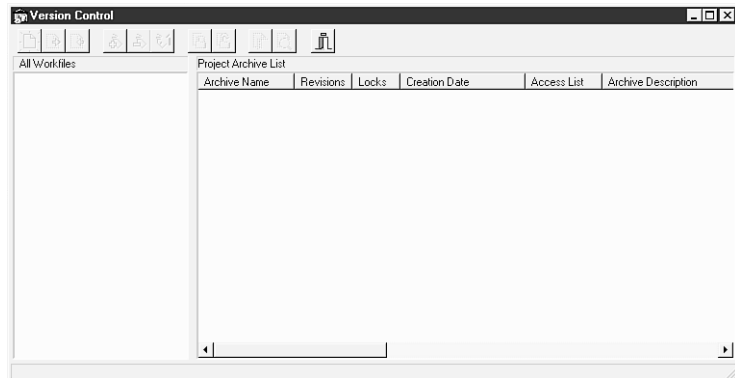 Version Control
All Workfiles
Project Archive List
Archive Name Revisions Locks Creation Date Access List Archive Description